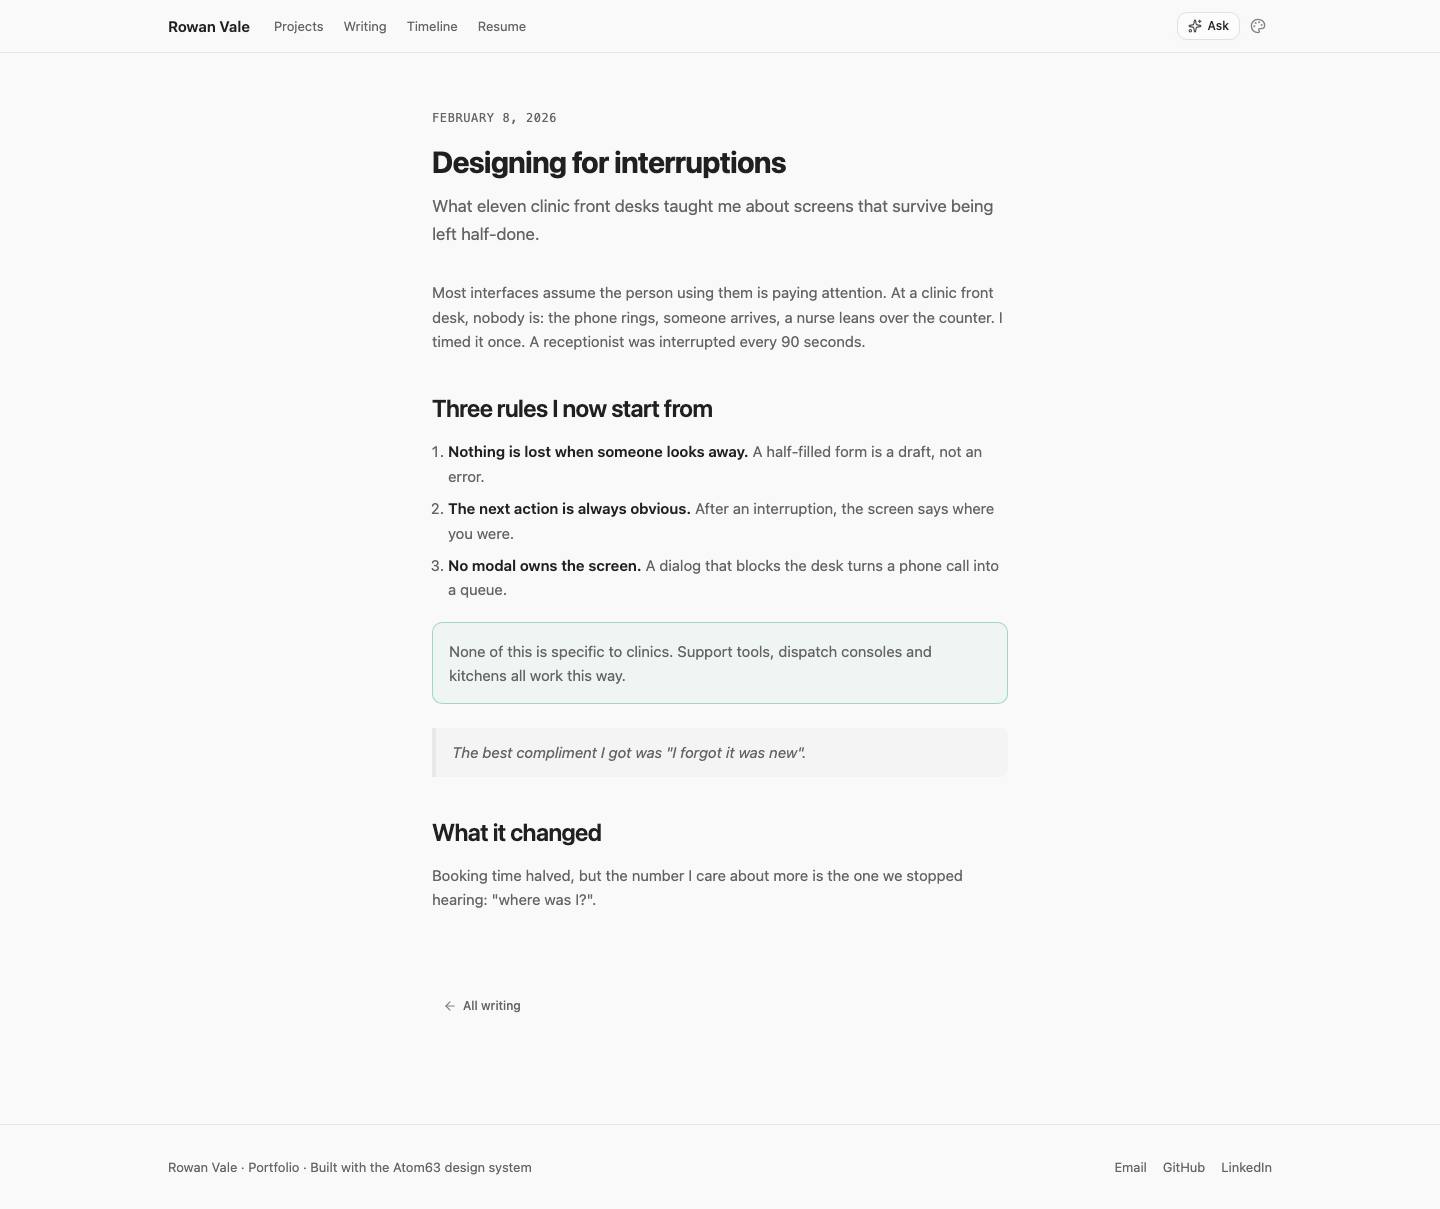 Rowan Vale
Projects
Writing
Timeline
Resume
Ask
FEBRUARY 8, 2026
Designing for interruptions
What eleven clinic front desks taught me about screens that survive being
left half-done.
Most interfaces assume the person using them is paying attention. At a clinic front
desk, nobody is: the phone rings, someone arrives, a nurse leans over the counter. I
timed it once. A receptionist was interrupted every 90 seconds.
Three rules I now start from
1. Nothing is lost when someone looks away. A half-filled form is a draft, not an
error.
2. The next action is always obvious. After an interruption, the screen says where
you were.
3. No modal owns the screen. A dialog that blocks the desk turns a phone call into
a queue.
None of this is specific to clinics. Support tools, dispatch consoles and
kitchens all work this way.
The best compliment I got was "I forgot it was new".
What it changed
Booking time halved, but the number I care about more is the one we stopped
hearing: "where was I?".
All writing
Rowan Vale · Portfolio · Built with the Atom63 design system
Email
GitHub
LinkedIn